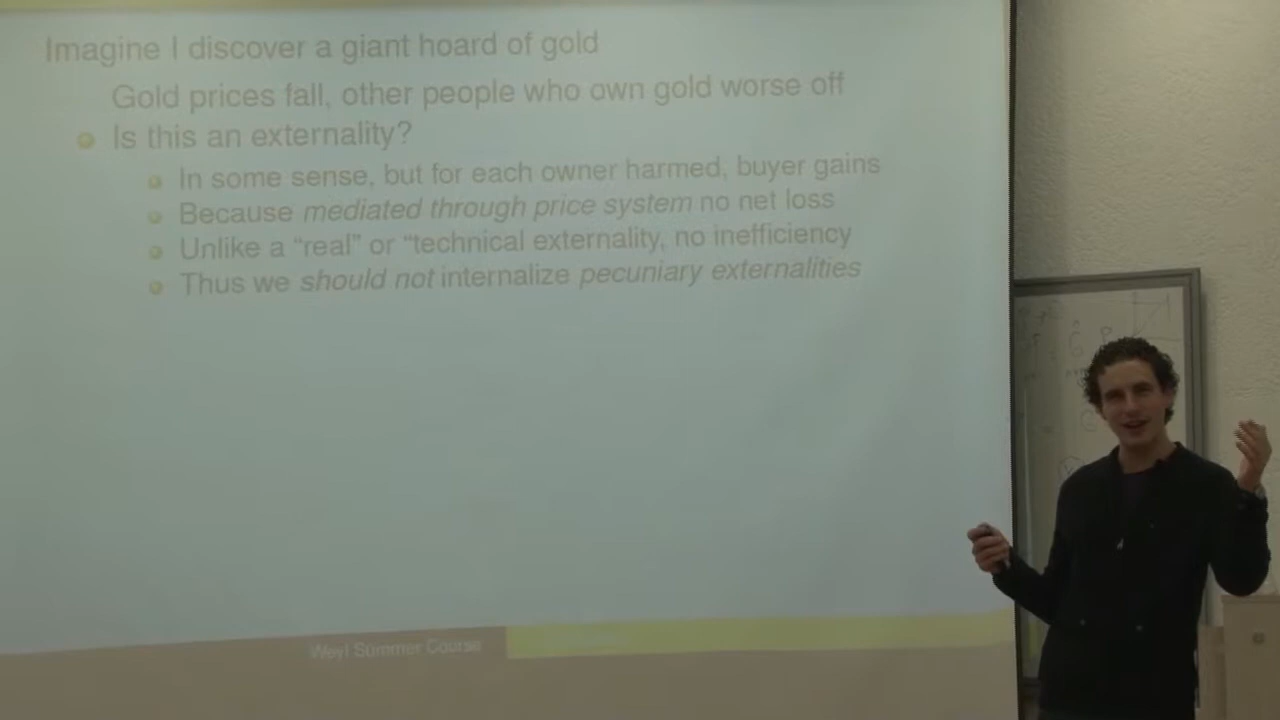 Imagine I discover a giant hoard of gold
Gold prices fall, other people who own gold worse off
Is this an externality?
In some sense, but for each owner harmed, buyer gains
Because mediated through price system no net loss
Unlike a “real” or “technical externality, no inefficiency
Thus we should not internalize pecuniary externalities
Weyl Summer Course